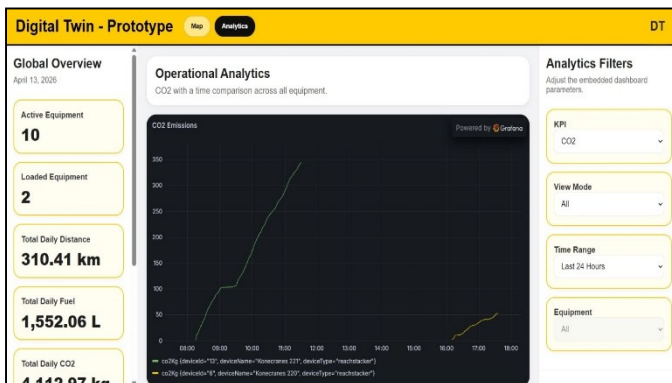 Digital Twin - Prototype
Map
Analytics
DT
Global Overview
April 13, 2026
Active Equipment
10
Loaded Equipment
2
Total Daily Distance
310.41 km
Total Daily Fuel
1,552.06 L
Total Daily CO2
4,112.97 kg
Operational Analytics
CO2 with a time comparison across all equipment.
CO2 Emissions
Powered by Grafana
350
300
250
200
150
100
50
0
08:00 09:00 10:00 11:00 12:00 13:00 14:00 15:00 16:00 17:00 18:00
co2Kg {deviceId="13", deviceName="Konecranes 221", deviceType="reachstacker"}
co2Kg {deviceId="6", deviceName="Konecranes 220", deviceType="reachstacker"}
Analytics Filters
Adjust the embedded dashboard
parameters.
KPI
CO2
View Mode
All
Time Range
Last 24 Hours
Equipment
All